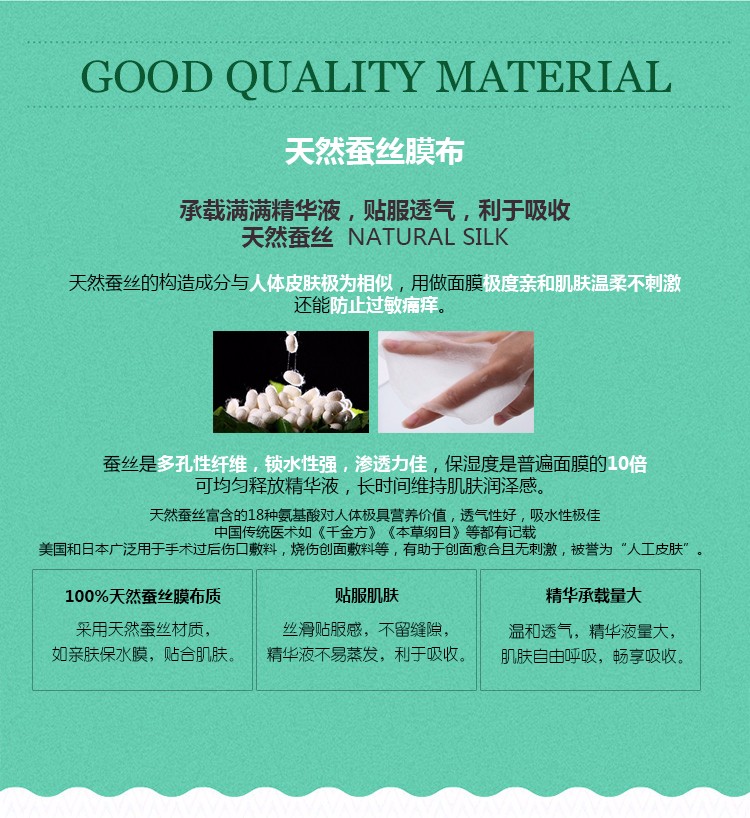 GOOD QUALITY MATERIAL
天然蚕丝膜布
承载满满精华液，贴服透气，利于吸收
天然蚕丝 NATURAL SILK
天然蚕丝的构造成分与人体皮肤极为相似，用做面膜极度亲和肌肤温柔不刺激
还能防止过敏痛痒。
蚕丝是多孔性纤维，锁水性强，渗透力佳，保湿度是普遍面膜的10倍
可均匀释放精华液，长时间维持肌肤润泽感。
天然蚕丝富含的18种氨基酸对人体极具营养价值，透气性好，吸水性极佳
中国传统医术如《千金方》《本草纲目》等都有记载
美国和日本广泛用于手术过后伤口敷料，烧伤创面敷料等，有助于创面愈合且无刺激，被誉为“人工皮肤”。
100%天然蚕丝膜布质
采用天然蚕丝材质，
如亲肤保水膜，贴合肌肤。
贴服肌肤
丝滑贴服感，不留缝隙，
精华液不易蒸发，利于吸收。
精华承载量大
温和透气，精华液量大，
肌肤自由呼吸，畅享吸收。